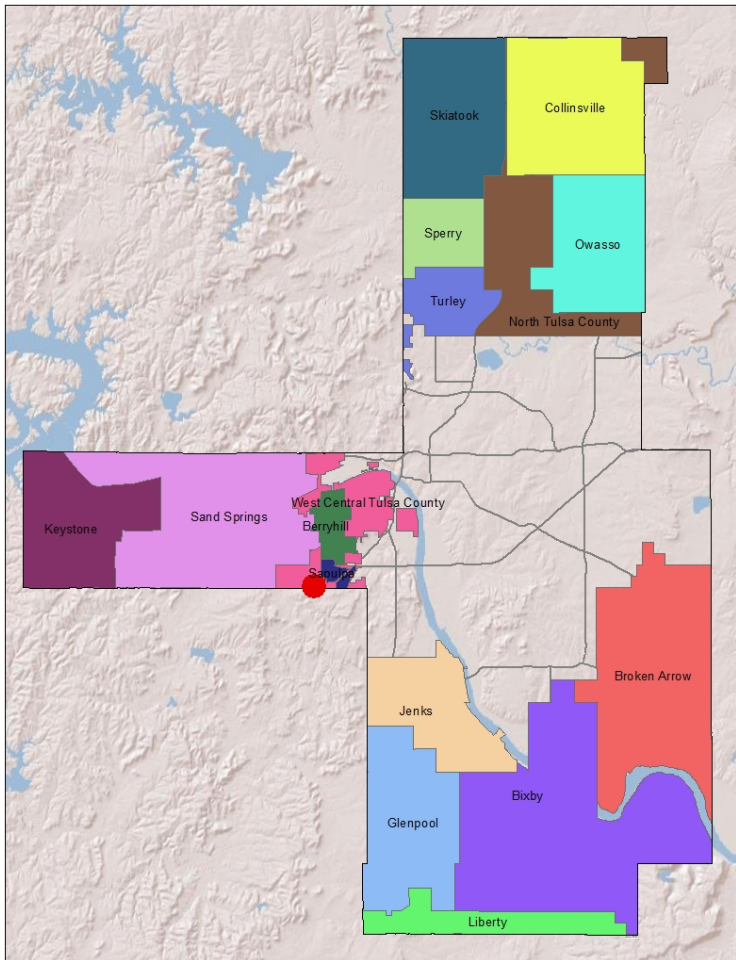 Skiatook
Collinsville
Sperry
Owasso
Turley
North Tulsa County
West Central Tulsa County
Keystone
Sand Springs
Berryhill
Sapulpa
Broken Arrow
Jenks
Bixby
Glenpool
Liberty